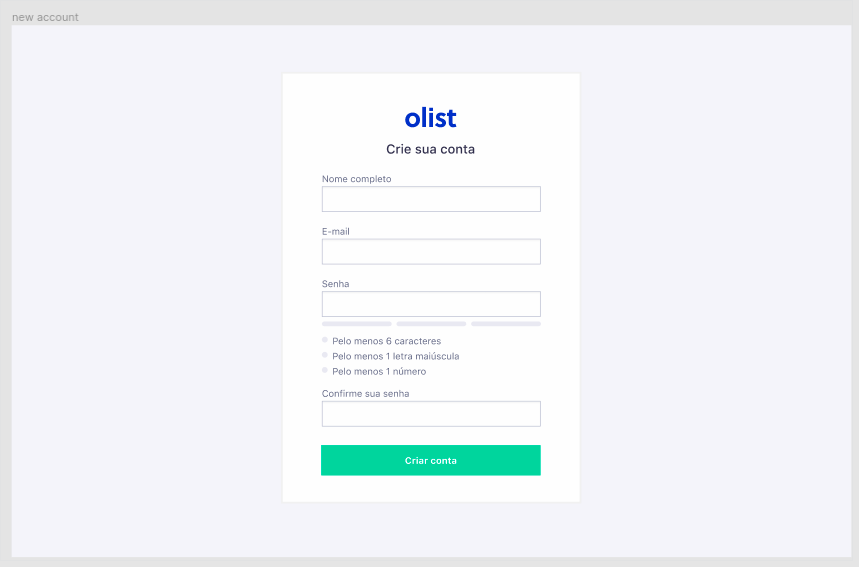 new account
olist
Crie sua conta
Nome completo
E-mail
Senha
Pelo menos 6 caracteres
Pelo menos 1 letra maiúscula
Pelo menos 1 número
Confirme sua senha
Criar conta